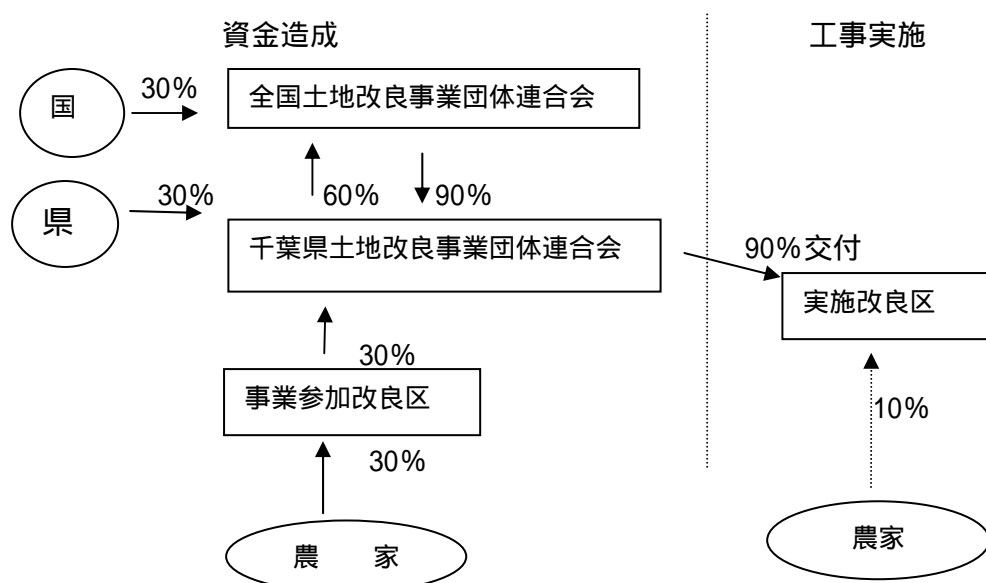 資金造成
工事実施
国
30%
全国土地改良事業団体連合会
60%
90%
県
30%
千葉県土地改良事業団体連合会
90%交付
実施改良区
30%
事業参加改良区
30%
10%
農　家
農家